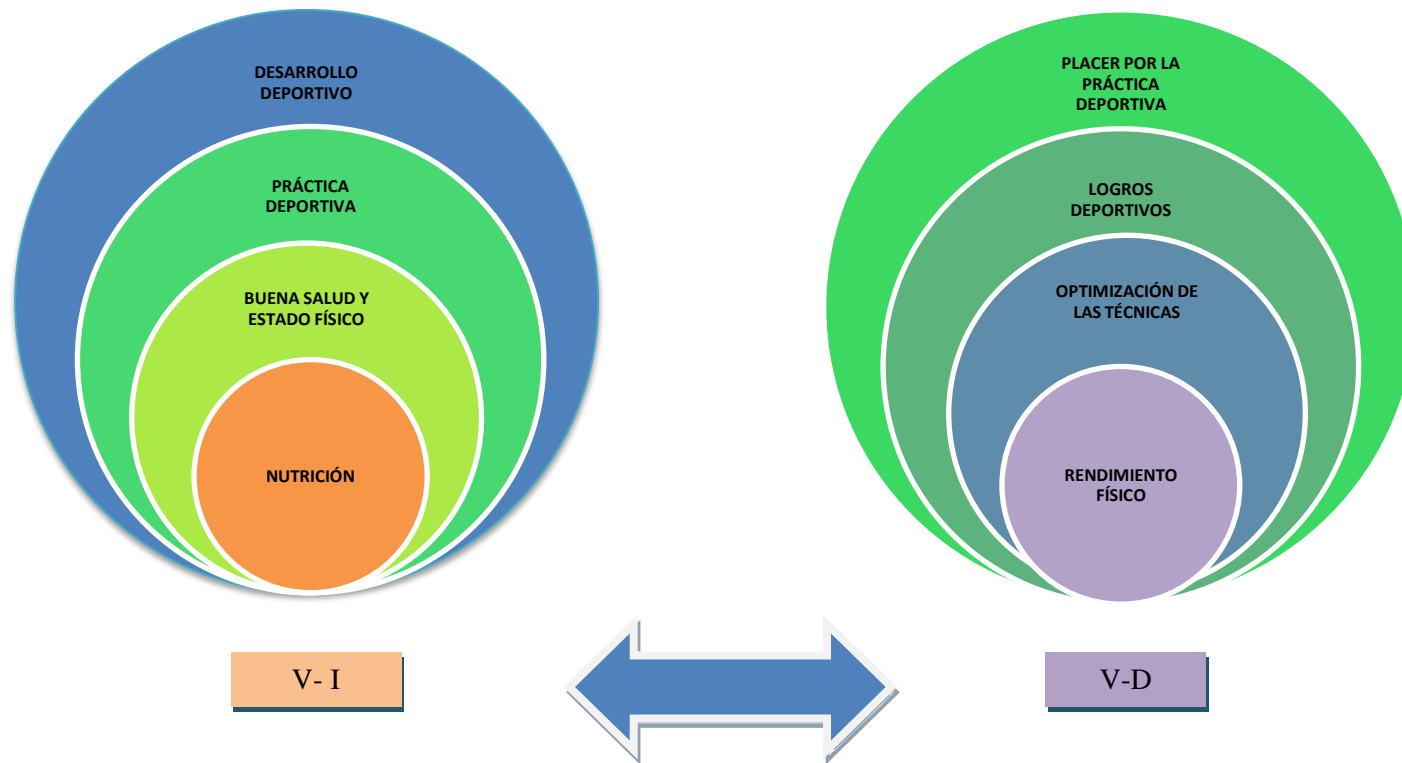 DESARROLLO
DEPORTIVO
PRÁCTICA
DEPORTIVA
BUENA SALUD Y
ESTADO FÍSICO
NUTRICIÓN
V- I
PLACER POR LA
PRÁCTICA
DEPORTIVA
LOGROS
DEPORTIVOS
OPTIMIZACIÓN DE
LAS TÉCNICAS
RENDIMIENTO
FÍSICO
V-D